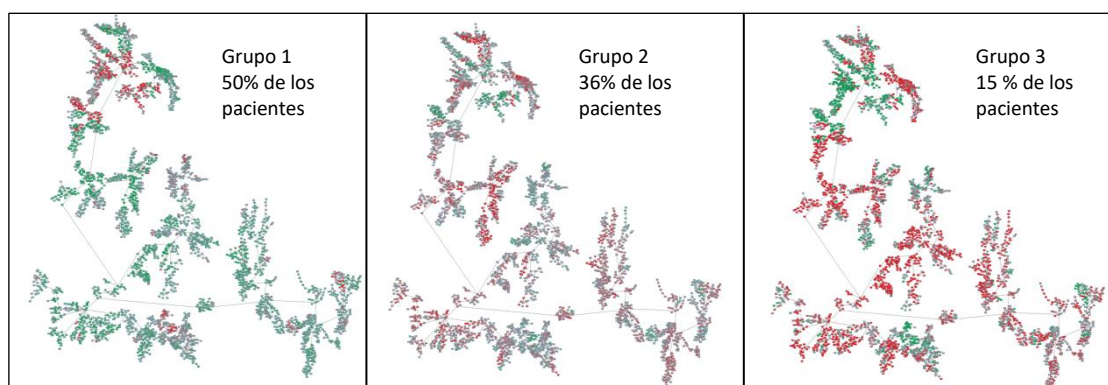 Grupo 1
50% de los
pacientes
Grupo 2
36% de los
pacientes
Grupo 3
15 % de los
pacientes